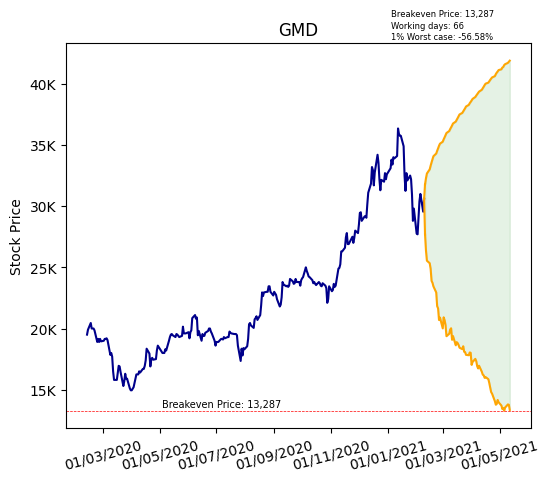 Breakeven Price: 13,287
Working days: 66
1% Worst case: -56.58%
GMD
Stock Price
40K
35K
30K
25K
20K
15K
Breakeven Price: 13,287
01/03/2020
01/05/2020
01/07/2020
01/09/2020
01/11/2020
01/01/2021
01/03/2021
01/05/2021